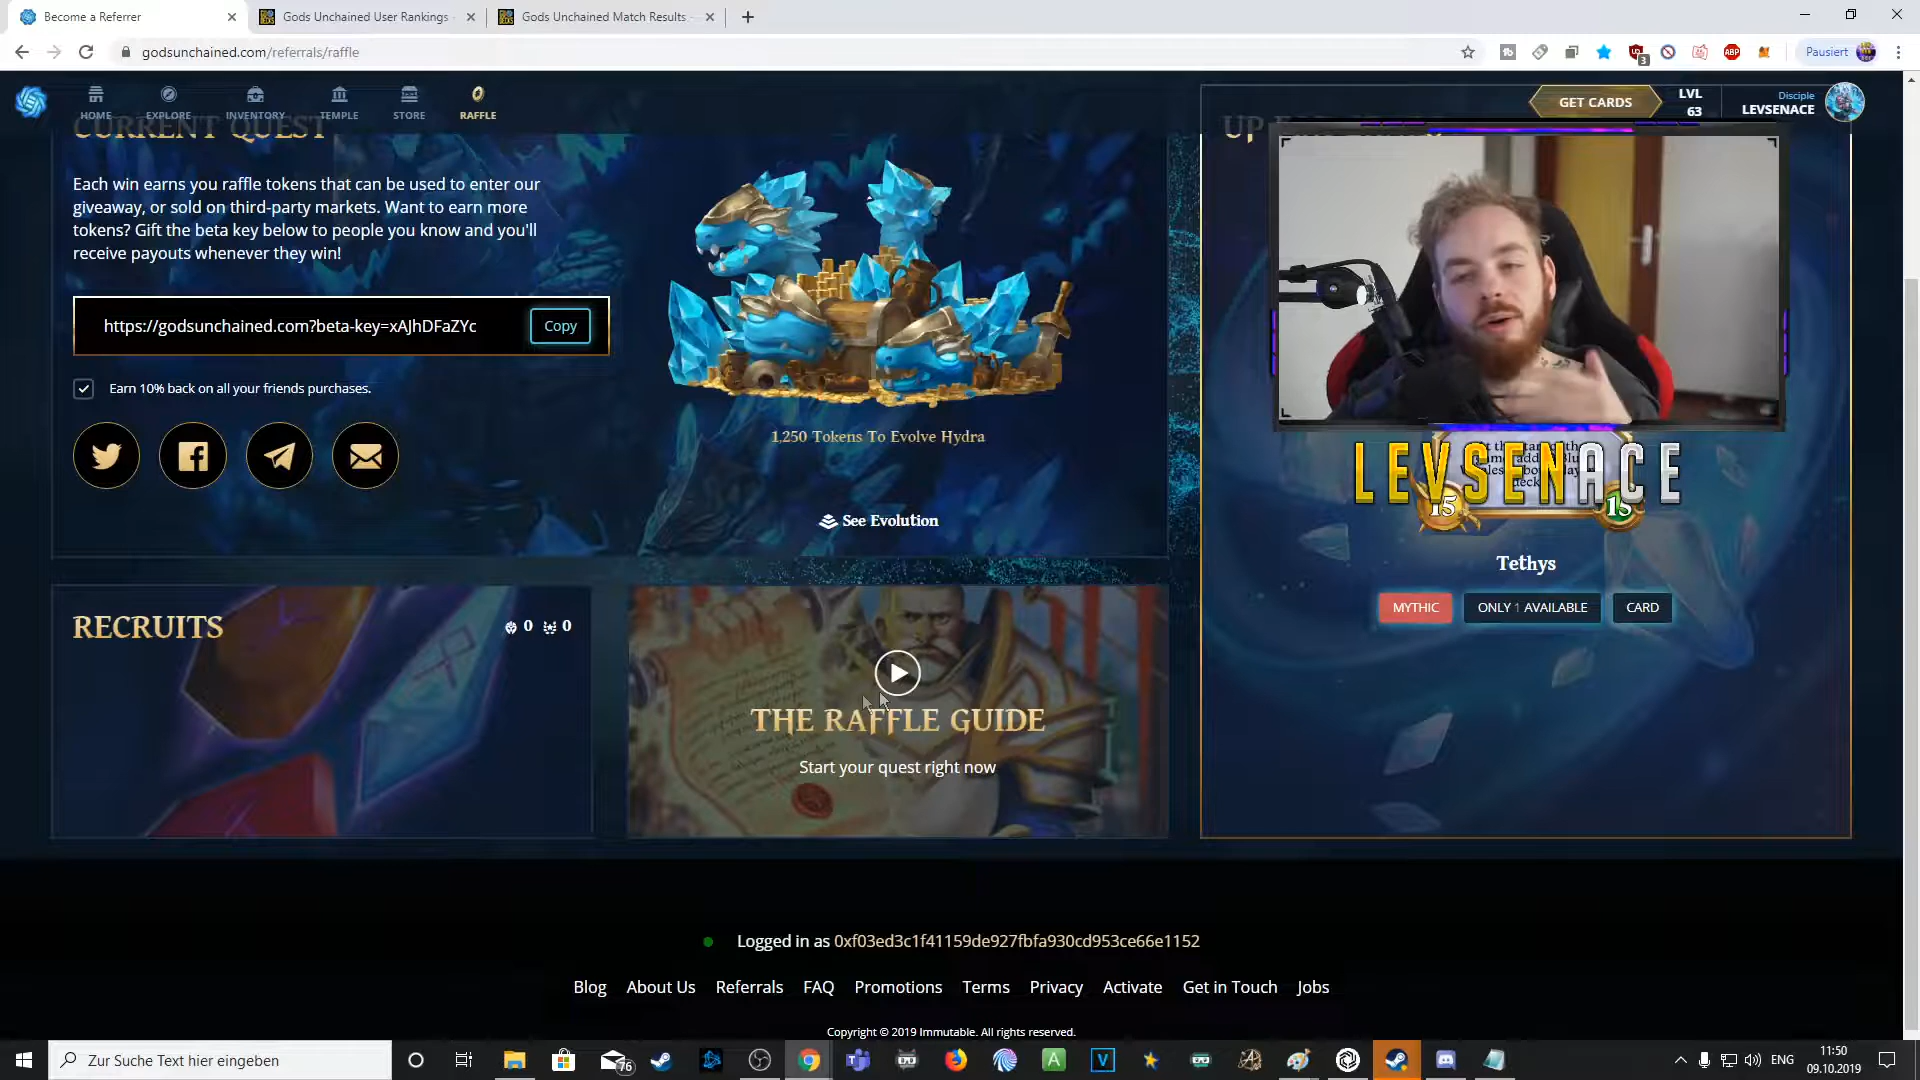 Become a Referrer
Gods Unchained User Rankings
Gods Unchained Match Results
godsunchained.com/referrals/raffle
3
ABP
Pausiert
HOME
EXPLORE
INVENTORY
TEMPLE
STORE
RAFFLE
GET CARDS
LVL
63
Disciple
LEVSENACE
CURRENT QUEST
Each win earns you raffle tokens that can be used to enter our
giveaway, or sold on third-party markets. Want to earn more
tokens? Gift the beta key below to people you know and you'll
receive payouts whenever they win!
https://godsunchained.com?beta-key=xAJhDFaZYc
Copy
Earn 10% back on all your friends purchases.
1,250 Tokens To Evolve Hydra
See Evolution
LEVSENACE
15
15
Tethys
MYTHIC
ONLY 1 AVAILABLE
CARD
RECRUITS
0
0
THE RAFFLE GUIDE
Start your quest right now
Logged in as 0xf03ed3c1f41159de927fbfa930cd953ce66e1152
Blog
About Us
Referrals
FAQ
Promotions
Terms
Privacy
Activate
Get in Touch
Jobs
Copyright © 2019 Immutable. All rights reserved.
Zur Suche Text hier eingeben
76
ENG
11:50
09.10.2019